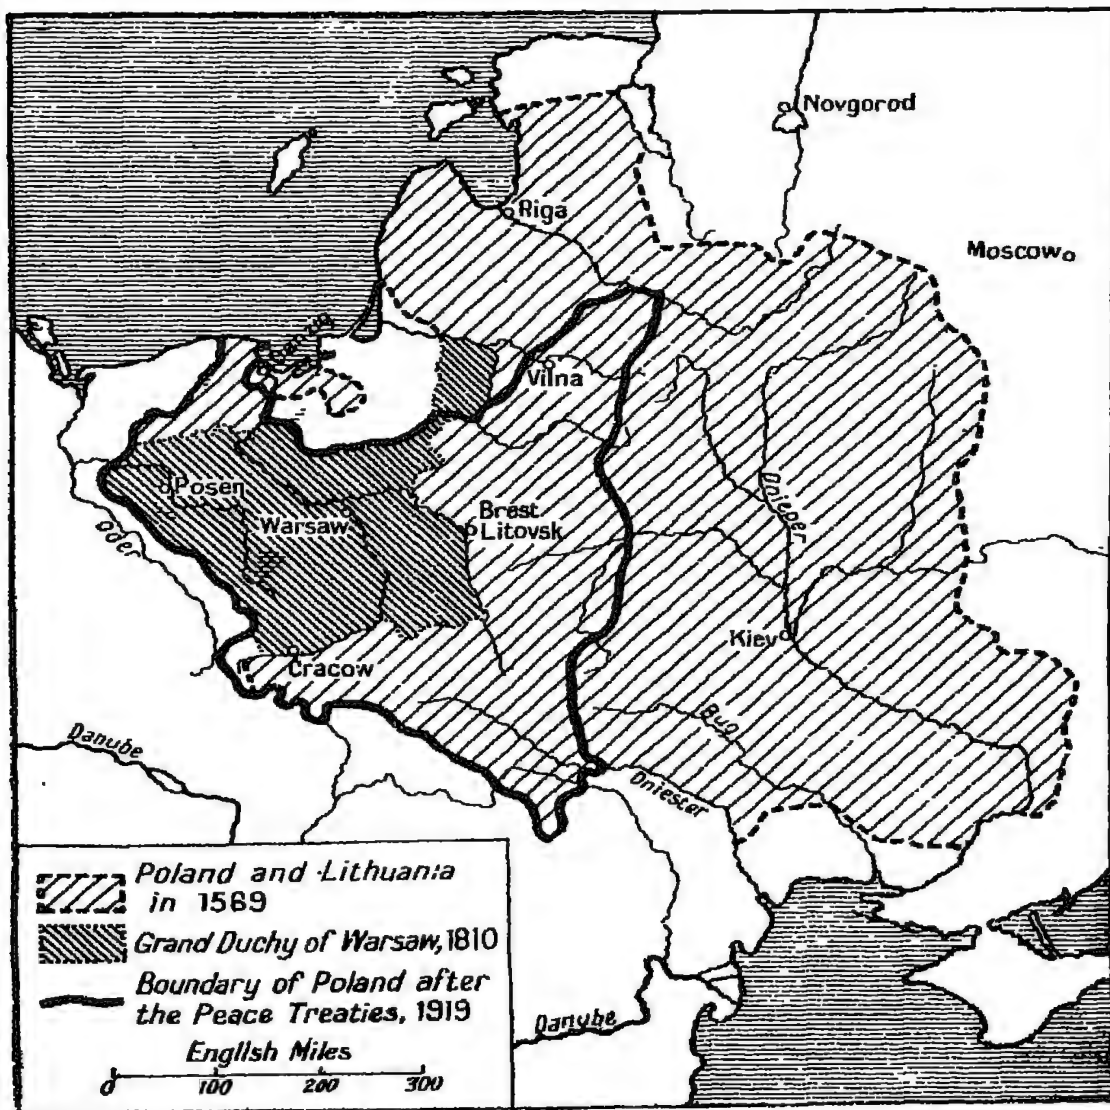 Novgorod
Riga
Moscow
Danzig
Vilna
Posen
Warsaw
Brest
Litovsk
Oder
Dnieper
Kiev
Cracow
Bug
Danube
Dniester
Poland and Lithuania
in 1569
Grand Duchy of Warsaw, 1810
Boundary of Poland after
the Peace Treaties, 1919
English Miles
0 100 200 300
Danube